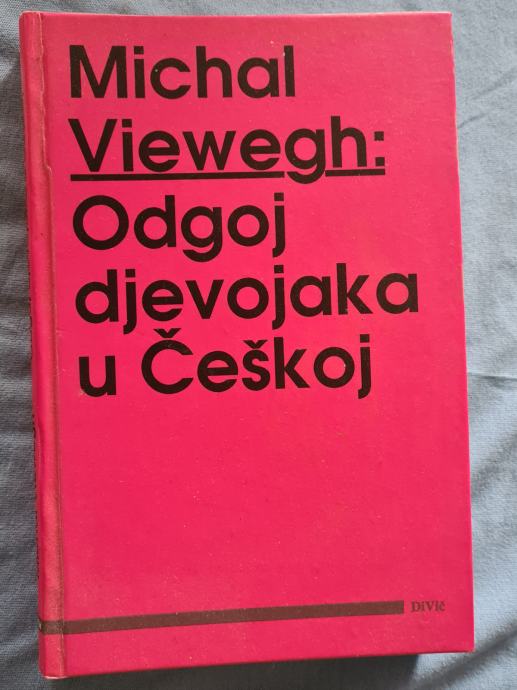 Michal
Viewegh:
Odgoj
djevojaka
u Češkoj
DiVič